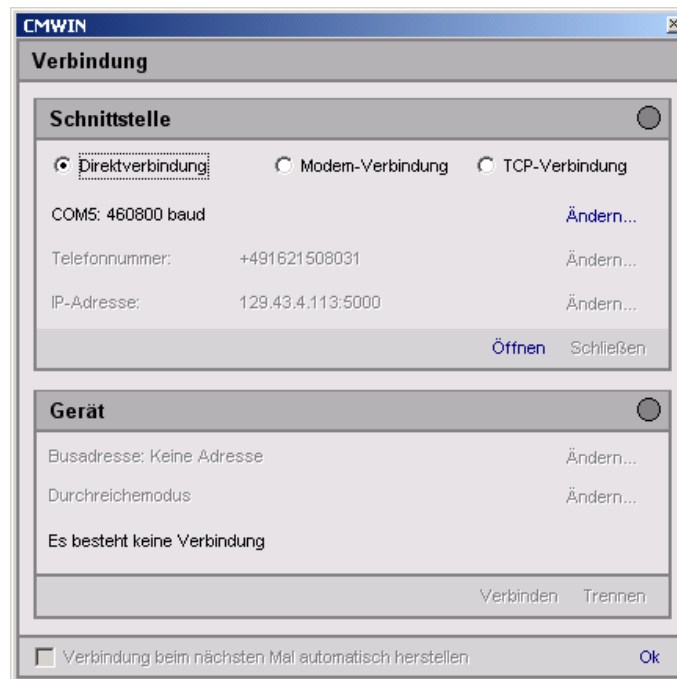 CMWIN
Verbindung
Schnittstelle
Direktverbindung Modem-Verbindung TCP-Verbindung
COM5: 460800 baud Ändern...
Telefonnummer: +491621508031 Ändern...
IP-Adresse: 129.43.4.113:5000 Ändern...
Öffnen Schließen
Gerät
Busadresse: Keine Adresse Ändern...
Durchreichemodus Ändern...
Es besteht keine Verbindung
Verbinden Trennen
Verbindung beim nächsten Mal automatisch herstellen Ok